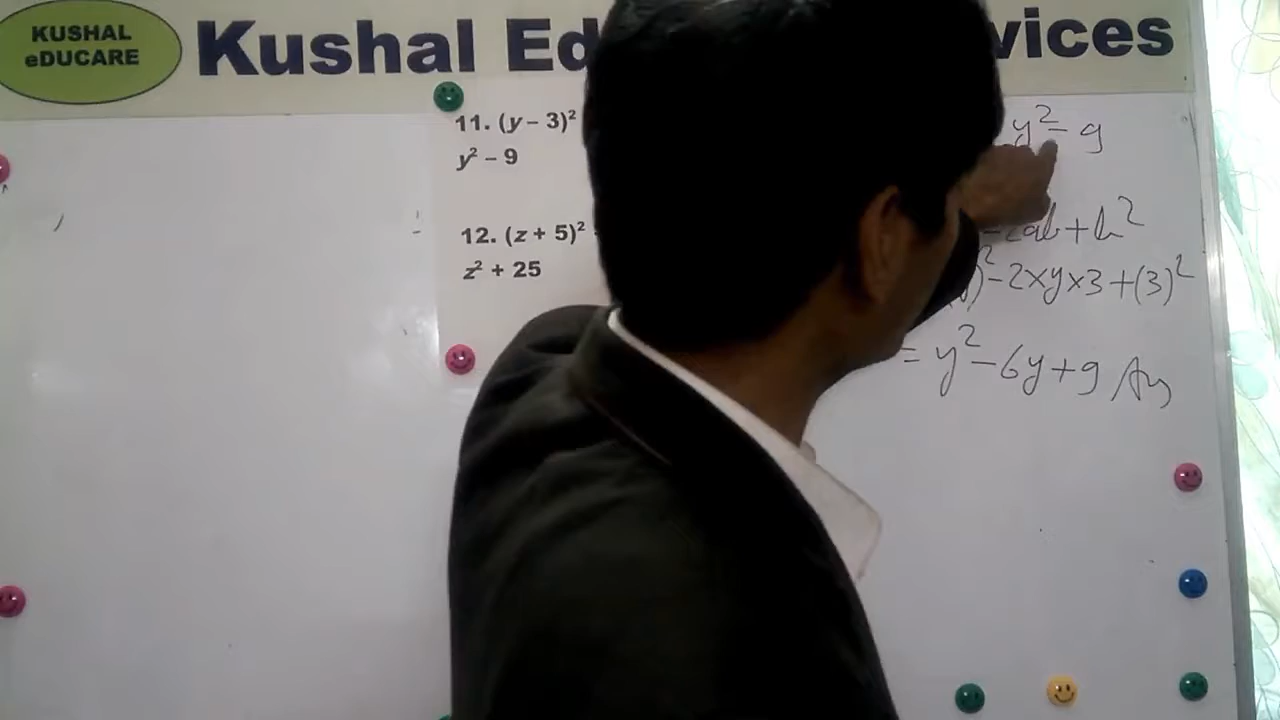 KUSHAL
eDUCARE
Kushal Ed vices
11. (y – 3)²
y² – 9
12. (z + 5)²
z² + 25
y² – 9
– 2ab + b²
)² – 2×y×3 + (3)²
= y² – 6y + 9 Ans